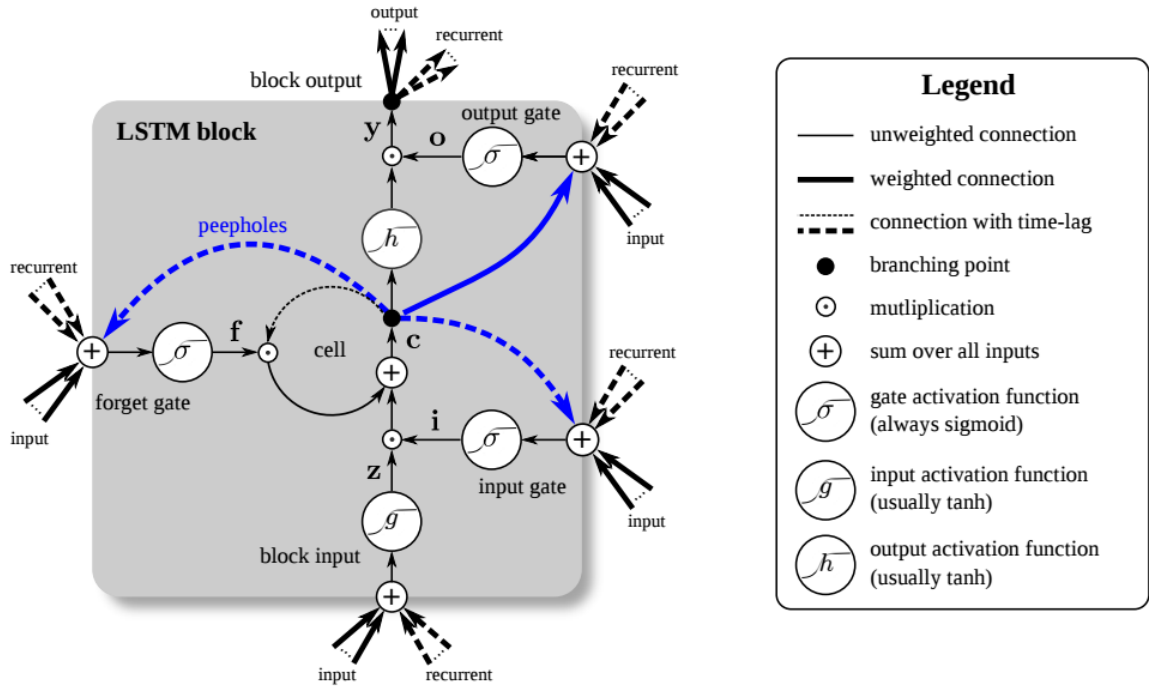 output
recurrent
block output
LSTM block
output gate
recurrent
y
o
σ
+
input
h
peepholes
recurrent
f
σ
+
cell
c
+
forget gate
input
recurrent
i
σ
+
z
input gate
input
g
block input
+
input
recurrent
Legend
unweighted connection
weighted connection
connection with time-lag
branching point
mutliplication
+
sum over all inputs
σ
gate activation function
(always sigmoid)
g
input activation function
(usually tanh)
h
output activation function
(usually tanh)